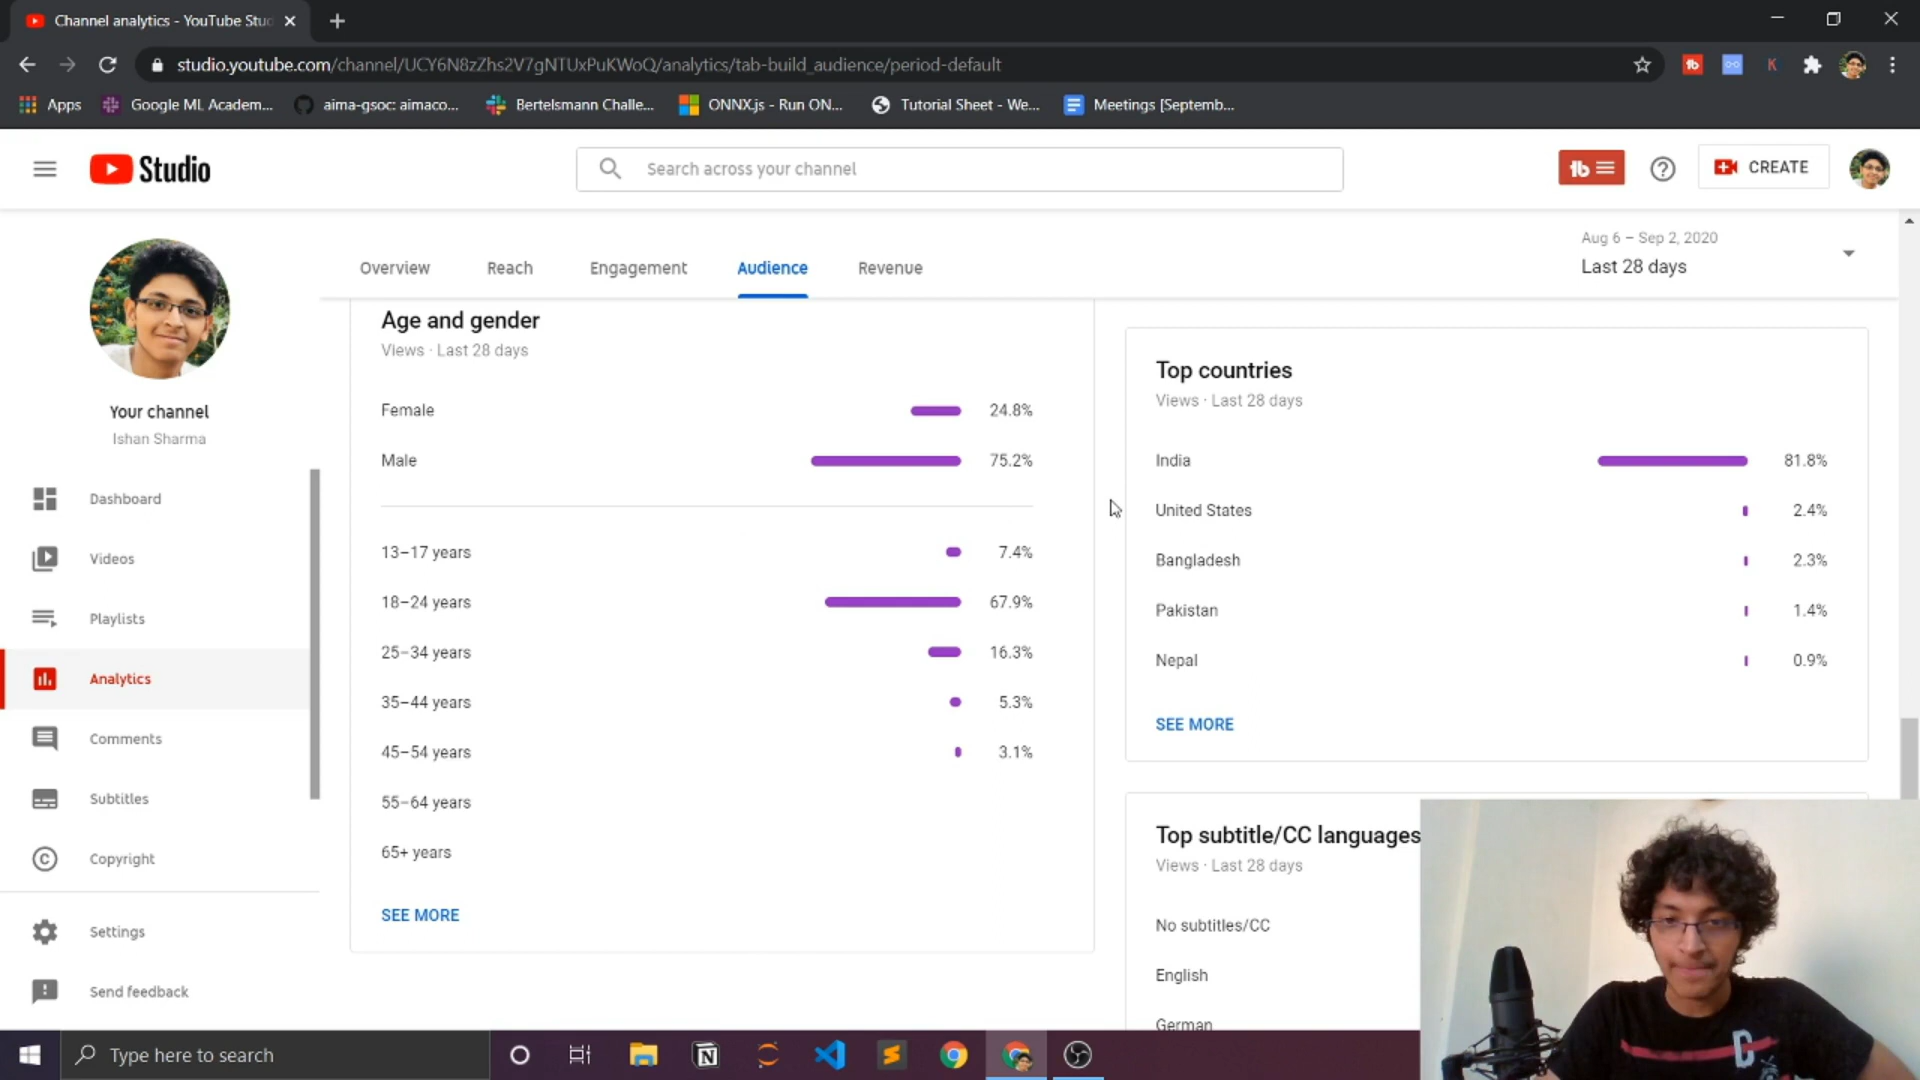 Channel analytics - YouTube Stu
studio.youtube.com/channel/UCY6N8zZhs2V7gNTUxPuKWoQ/analytics/tab-build_audience/period-default
Apps
Google ML Academ...
aima-gsoc: aimaco...
Bertelsmann Challe...
ONNX.js - Run ON...
Tutorial Sheet - We...
Meetings [Septemb...
Studio
Search across your channel
CREATE
Your channel
Ishan Sharma
Dashboard
Videos
Playlists
Analytics
Comments
Subtitles
Copyright
Settings
Send feedback
Overview Reach Engagement Audience Revenue
Aug 6 – Sep 2, 2020
Last 28 days
Age and gender
Views · Last 28 days
Female 24.8%
Male 75.2%
13–17 years 7.4%
18–24 years 67.9%
25–34 years 16.3%
35–44 years 5.3%
45–54 years 3.1%
55–64 years
65+ years
SEE MORE
Top countries
Views · Last 28 days
India 81.8%
United States 2.4%
Bangladesh 2.3%
Pakistan 1.4%
Nepal 0.9%
SEE MORE
Top subtitle/CC languages
Views · Last 28 days
No subtitles/CC
English
German
Type here to search